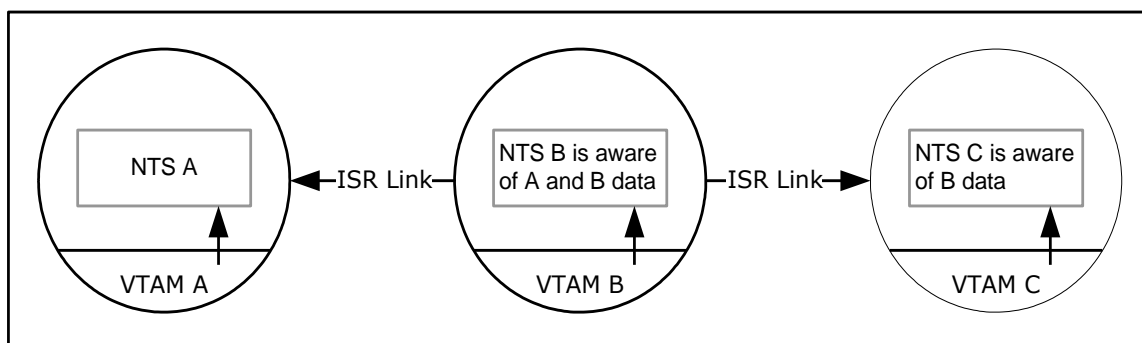 NTS A
ISR Link
NTS B is aware
of A and B data
ISR Link
NTS C is aware
of B data
VTAM A
VTAM B
VTAM C